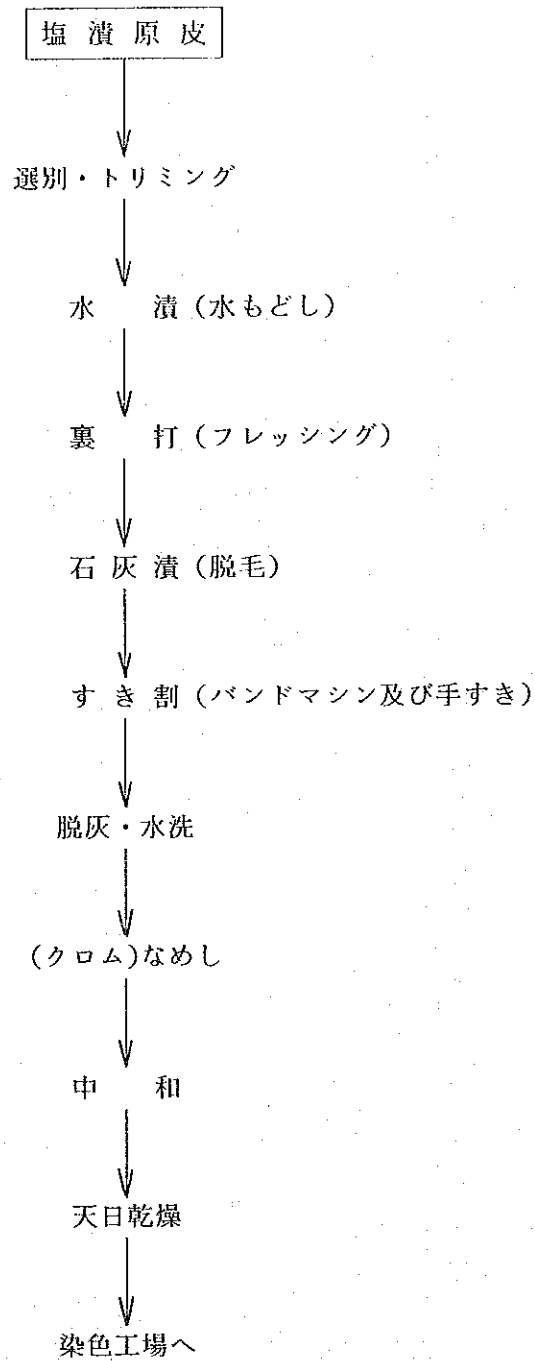 塩漬原皮
選別・トリミング
水漬(水もどし)
裏打(フレッシング)
石灰漬(脱毛)
すき割(バンドマシン及び手すき)
脱灰・水洗
(クロム)なめし
中和
天日乾燥
染色工場へ